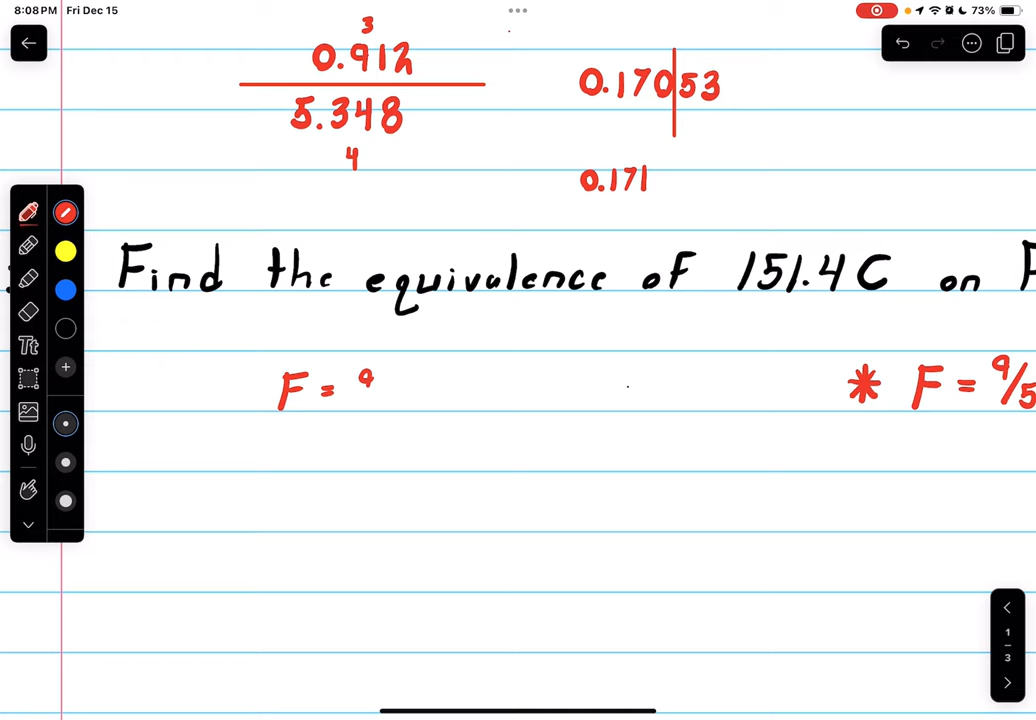 8:08 PM Fri Dec 15
73%
3
0.912
5.348
4
0.170|53
0.171
Find the equivalence of 151.4C on F
F = 9
* F = 9/5
Tt
1
3